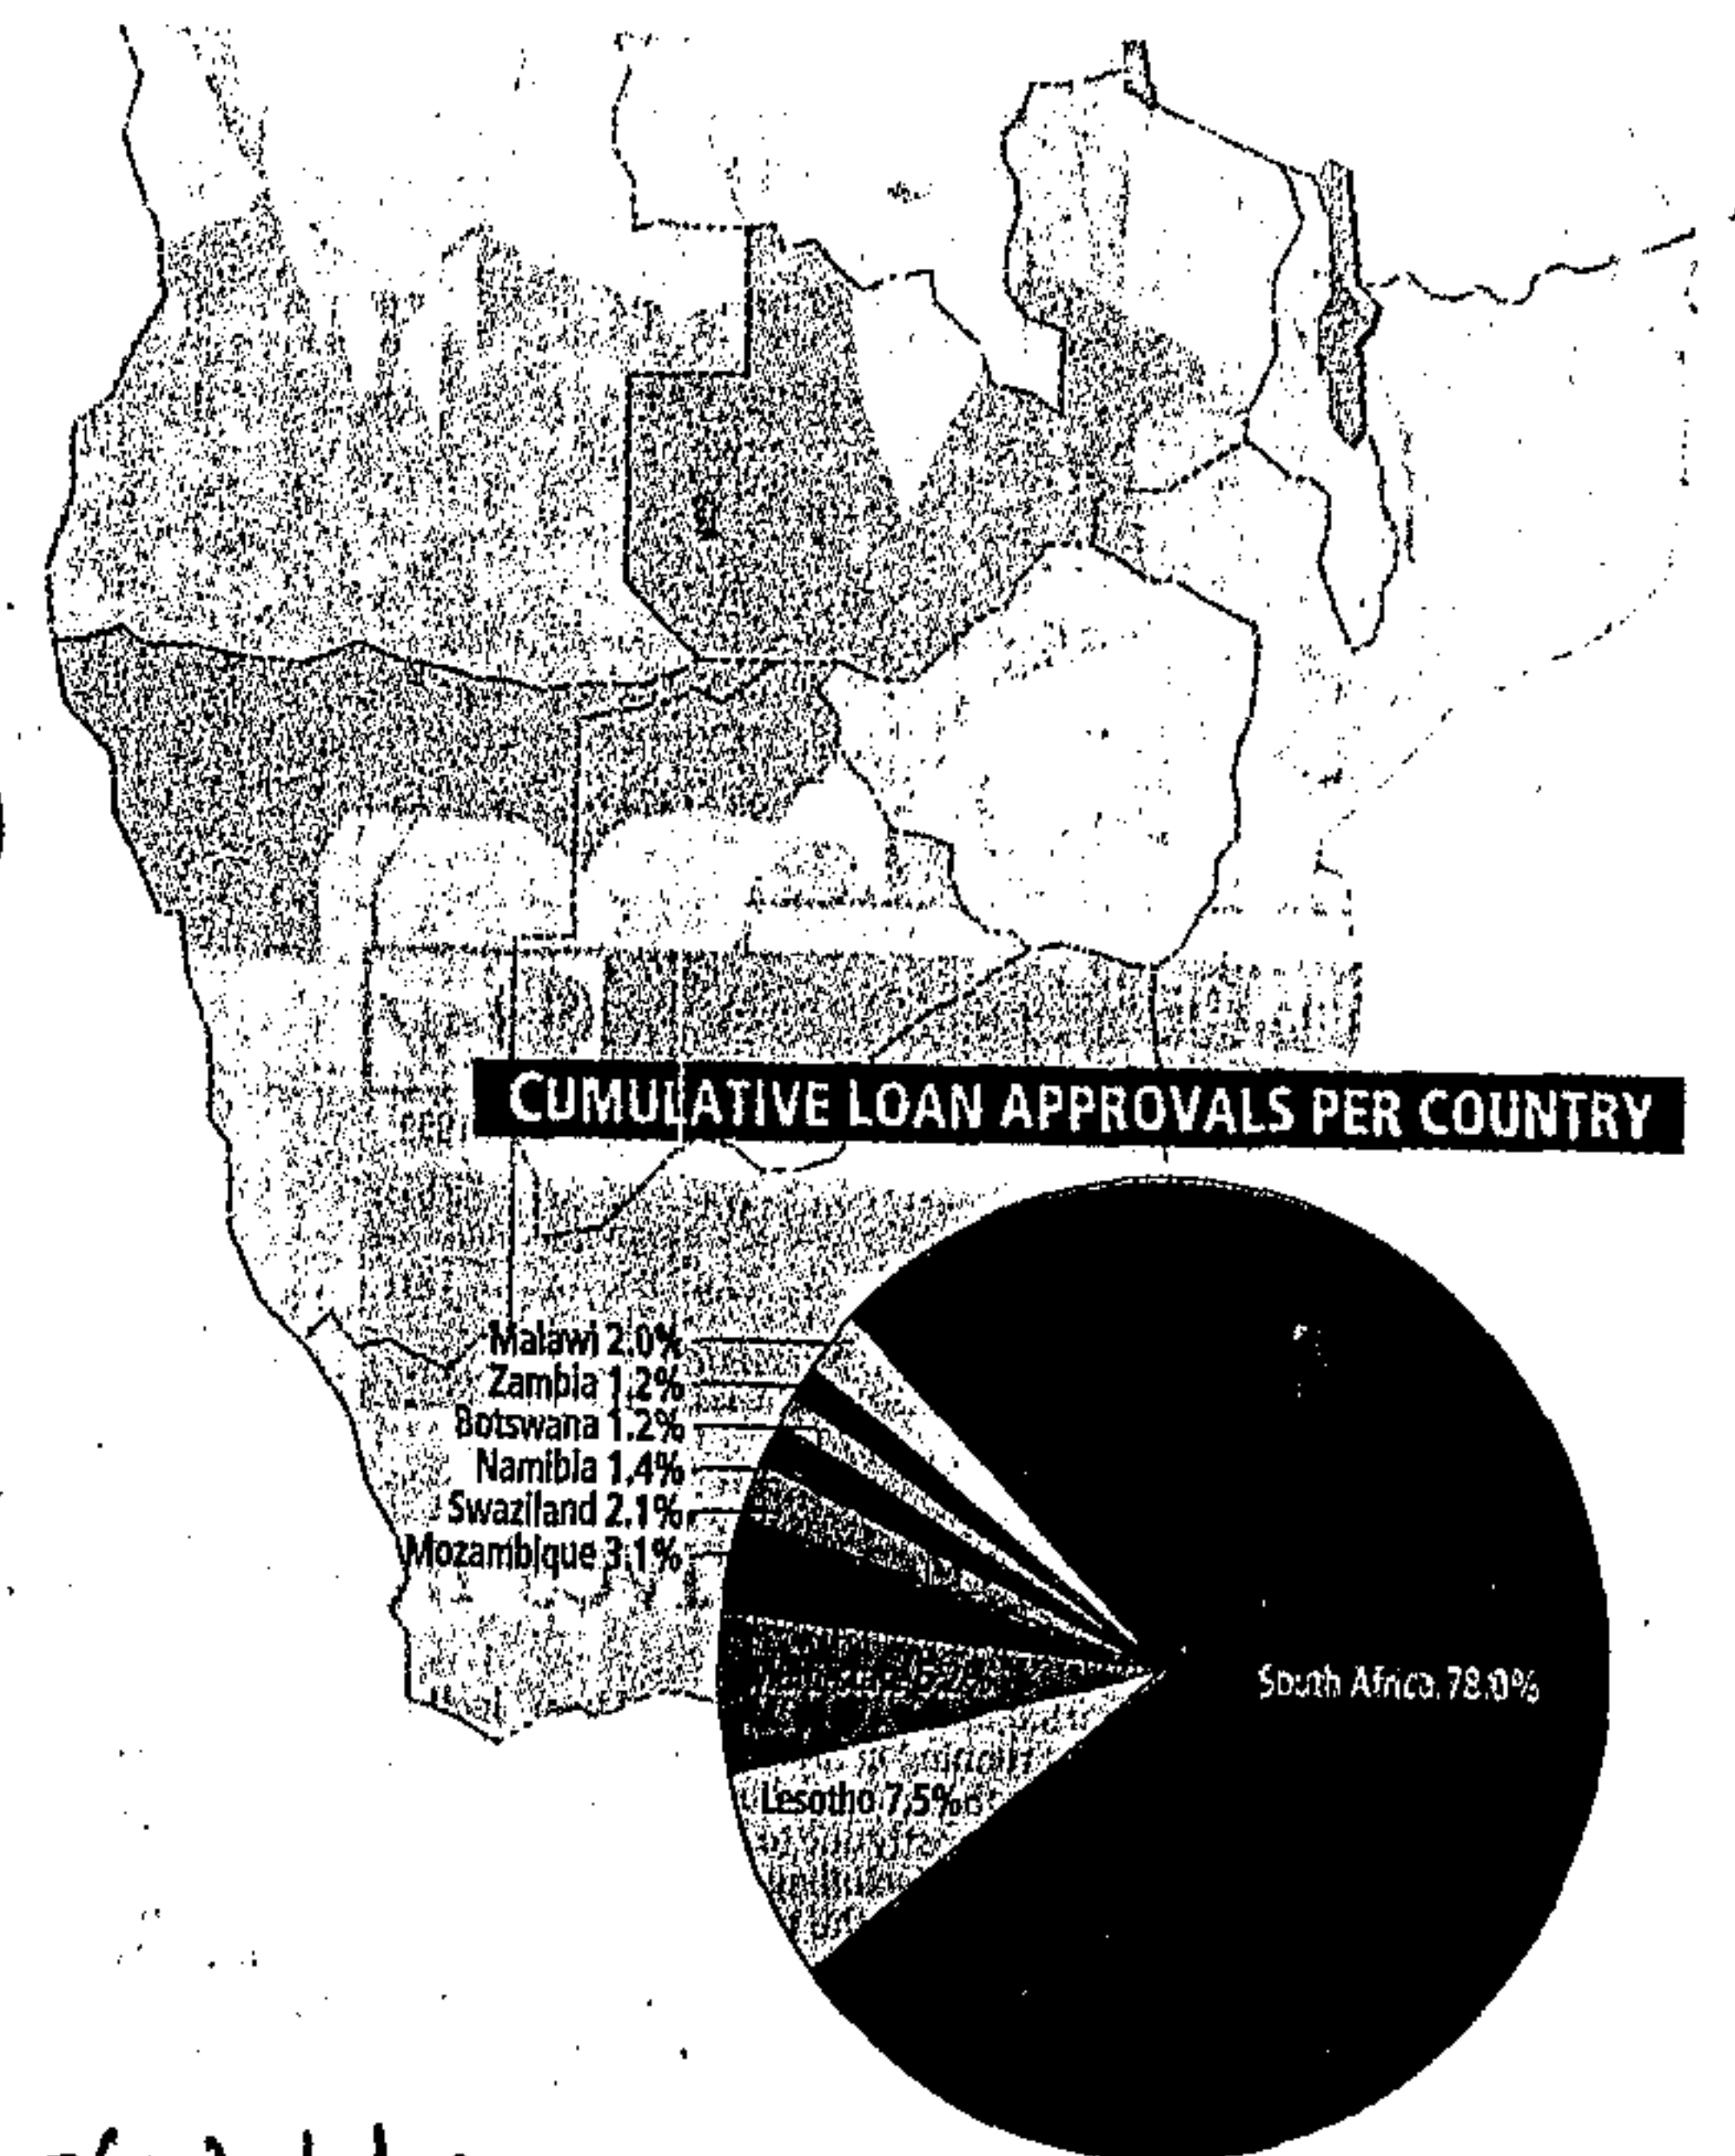 CUMULATIVE LOAN APPROVALS PER COUNTRY
Malawi 2.0%
Zambia 1.2%
Botswana 1.2%
Namibia 1.4%
Swaziland 2.1%
Mozambique 3.1%
South Africa 78.0%
Lesotho 7.5%